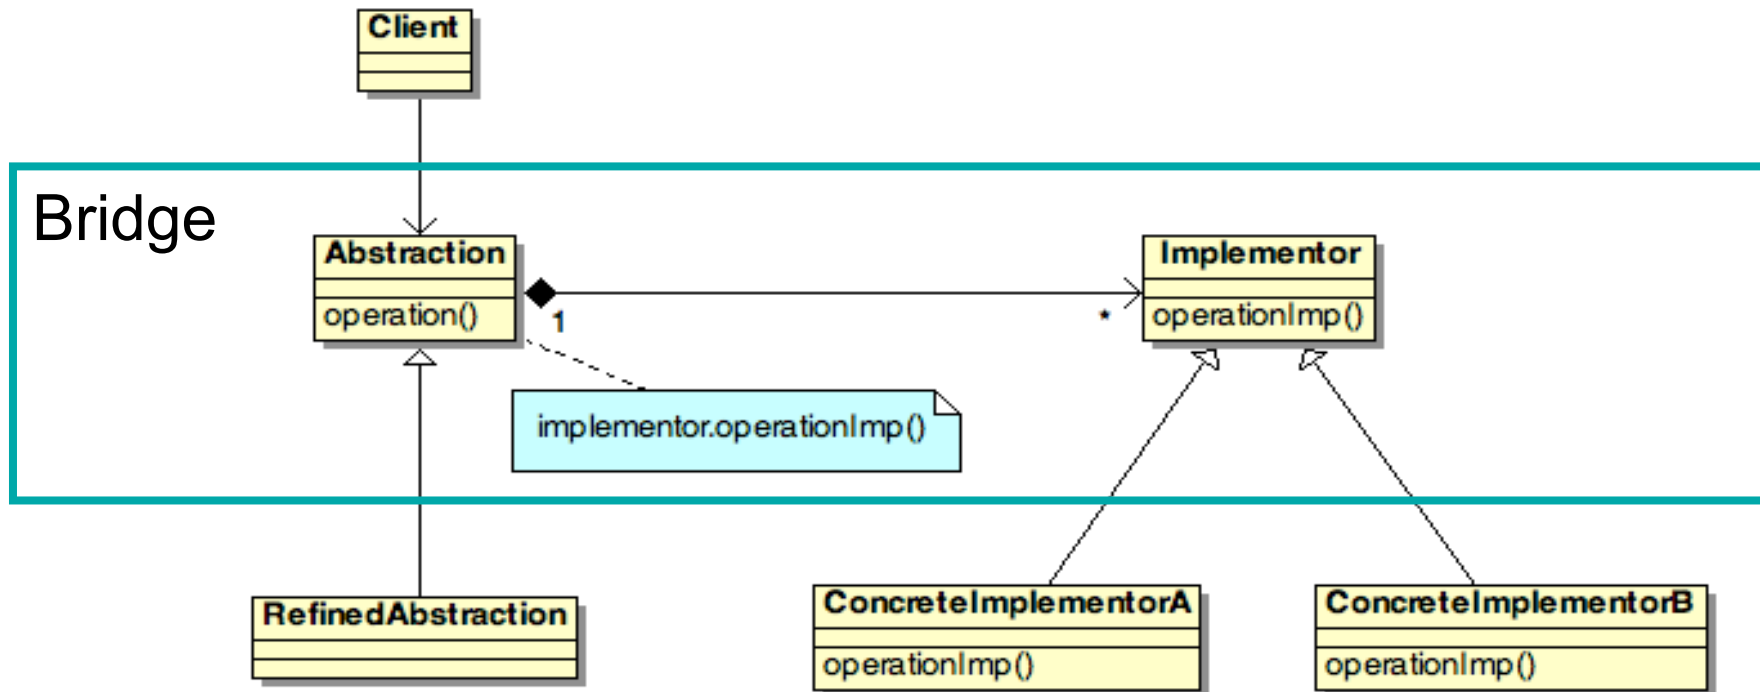 Client
Bridge
Abstraction
operation()
1
*
Implementor
operationImp()
implementor.operationImp()
RefinedAbstraction
ConcreteImplementorA
operationImp()
ConcreteImplementorB
operationImp()